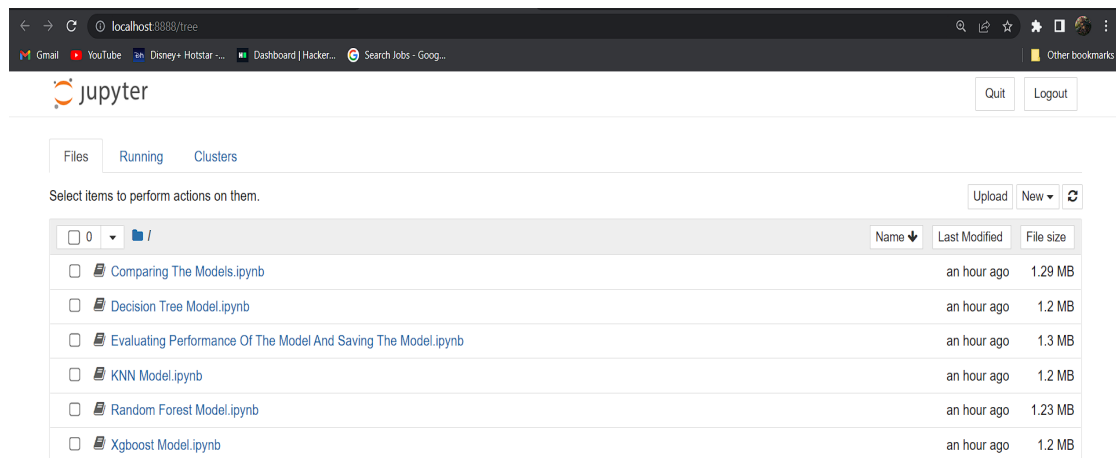 localhost:8888/tree
Gmail YouTube Disney+ Hotstar -... Dashboard | Hacker... Search Jobs - Goog... Other bookmarks
jupyter Quit Logout
Files Running Clusters
Select items to perform actions on them. Upload New
0 / Name Last Modified File size
Comparing The Models.ipynb an hour ago 1.29 MB
Decision Tree Model.ipynb an hour ago 1.2 MB
Evaluating Performance Of The Model And Saving The Model.ipynb an hour ago 1.3 MB
KNN Model.ipynb an hour ago 1.2 MB
Random Forest Model.ipynb an hour ago 1.23 MB
Xgboost Model.ipynb an hour ago 1.2 MB